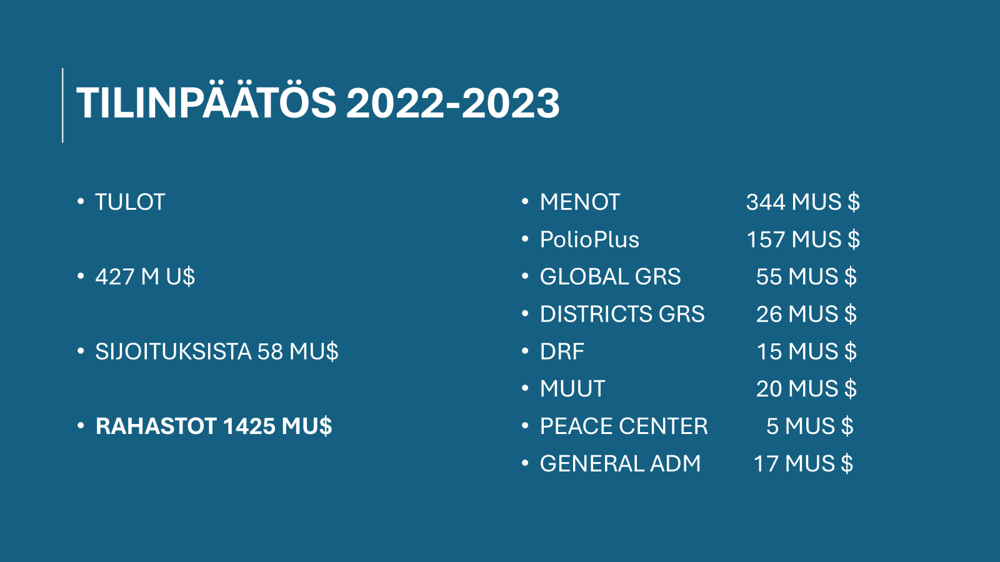 TILINPÄÄTÖS 2022-2023
• TULOT
• 427 M U$
• SIJOITUKSISTA 58 MU$
• RAHASTOT 1425 MU$
• MENOT 344 MUS $
• PolioPlus 157 MUS $
• GLOBAL GRS 55 MUS $
• DISTRICTS GRS 26 MUS $
• DRF 15 MUS $
• MUUT 20 MUS $
• PEACE CENTER 5 MUS $
• GENERAL ADM 17 MUS $